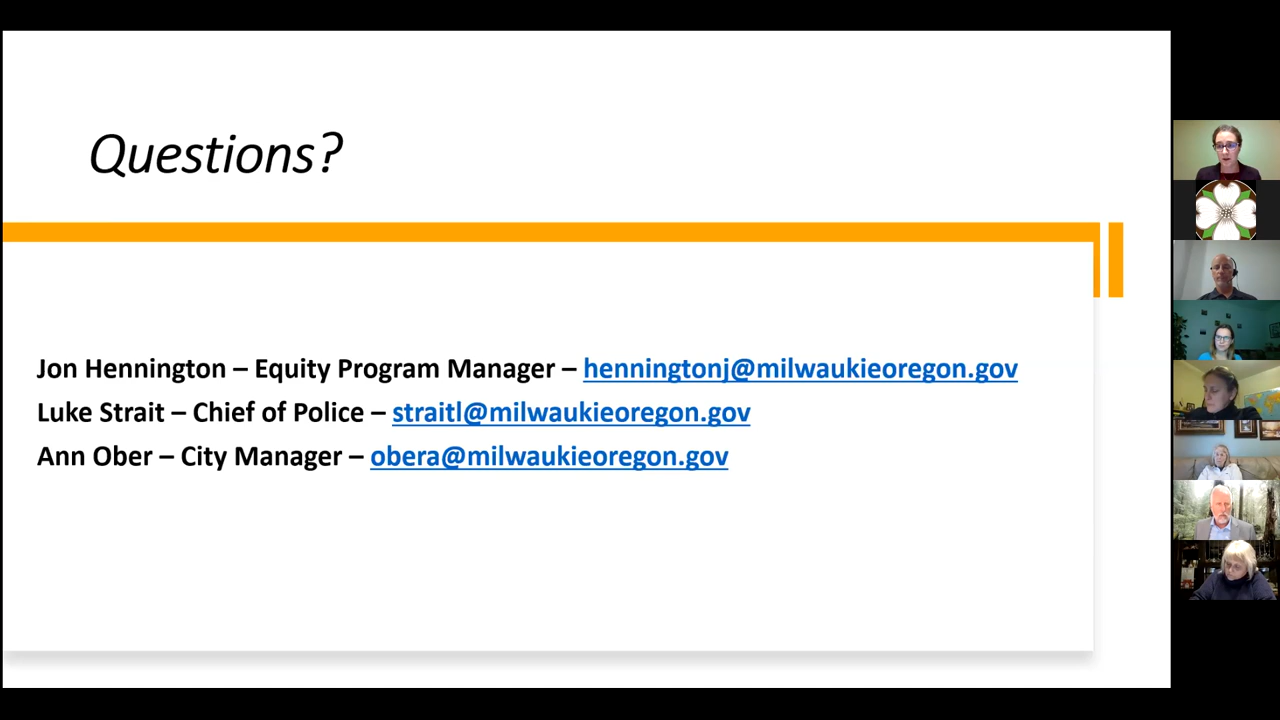 Questions?
Jon Hennington – Equity Program Manager – henningtonj@milwaukieoregon.gov
Luke Strait – Chief of Police – straitl@milwaukieoregon.gov
Ann Ober – City Manager – obera@milwaukieoregon.gov